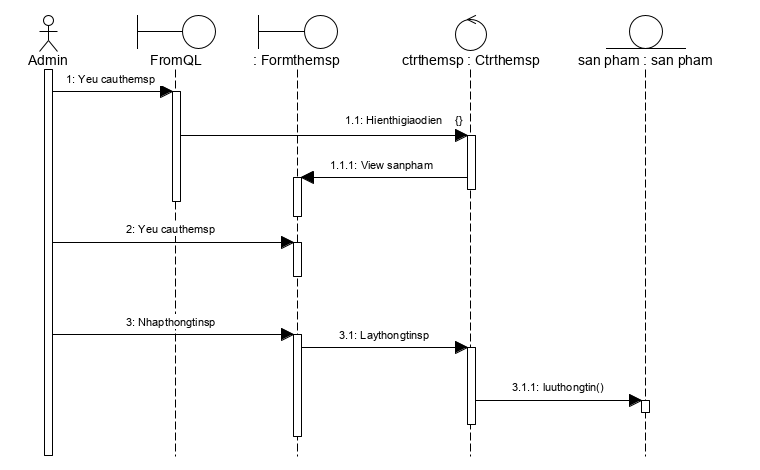 Admin
FromQL
: Formthemsp
ctrthemsp : Ctrthemsp
san pham : san pham
1: Yeu cauthemsp
1.1: Hienthigiaodien {}
1.1.1: View sanpham
2: Yeu cauthemsp
3: Nhapthongtinsp
3.1: Laythongtinsp
3.1.1: luuthongtin()